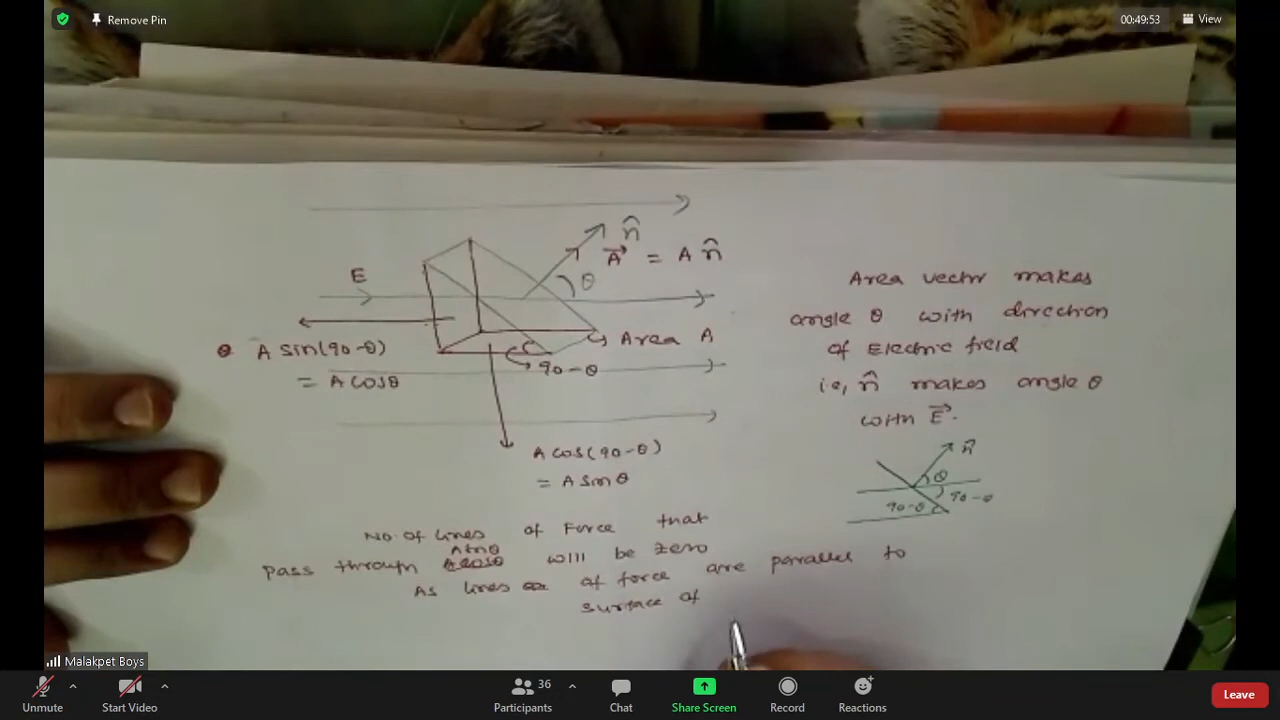 Remove Pin
00:49:53
View
n̂
A⃗ = A n̂
E
θ
Area A
A sin(90-θ)
= A cosθ
90-θ
A cos(90-θ)
= A sinθ
Area vectr makes
angle θ with direction
of Electric field
ie, n̂ makes angle θ
with E⃗.
n̂
θ
90-θ
90-θ
No. of lines of Force that
pass through will be zero
As lines of force are parallel to
surface of
Malakpet Boys
36
Unmute
Start Video
Participants
Chat
Share Screen
Record
Reactions
Leave